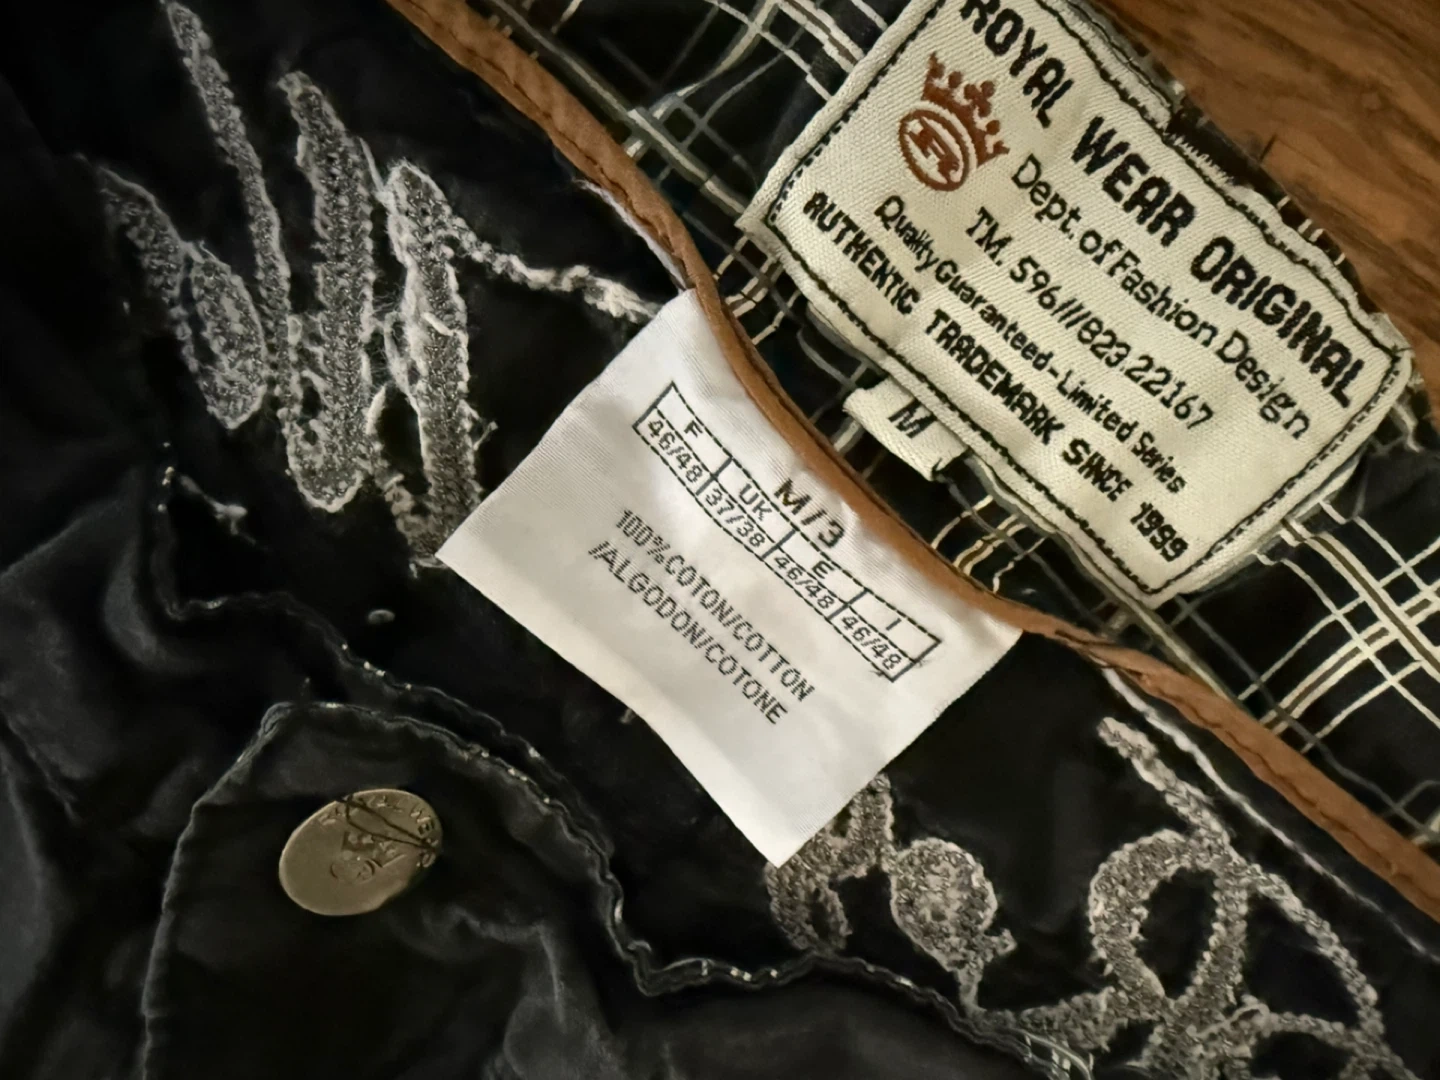 ROYAL WEAR ORIGINAL
Dept. of Fashion Design
TM. 596///823.22167
Quality Guaranteed-Limited Series
AUTHENTIC TRADEMARK SINCE 1999
M
M/3
F UK E I
46/48 37/38 46/48 46/48
100%COTON/COTTON
/ALGODON/COTONE